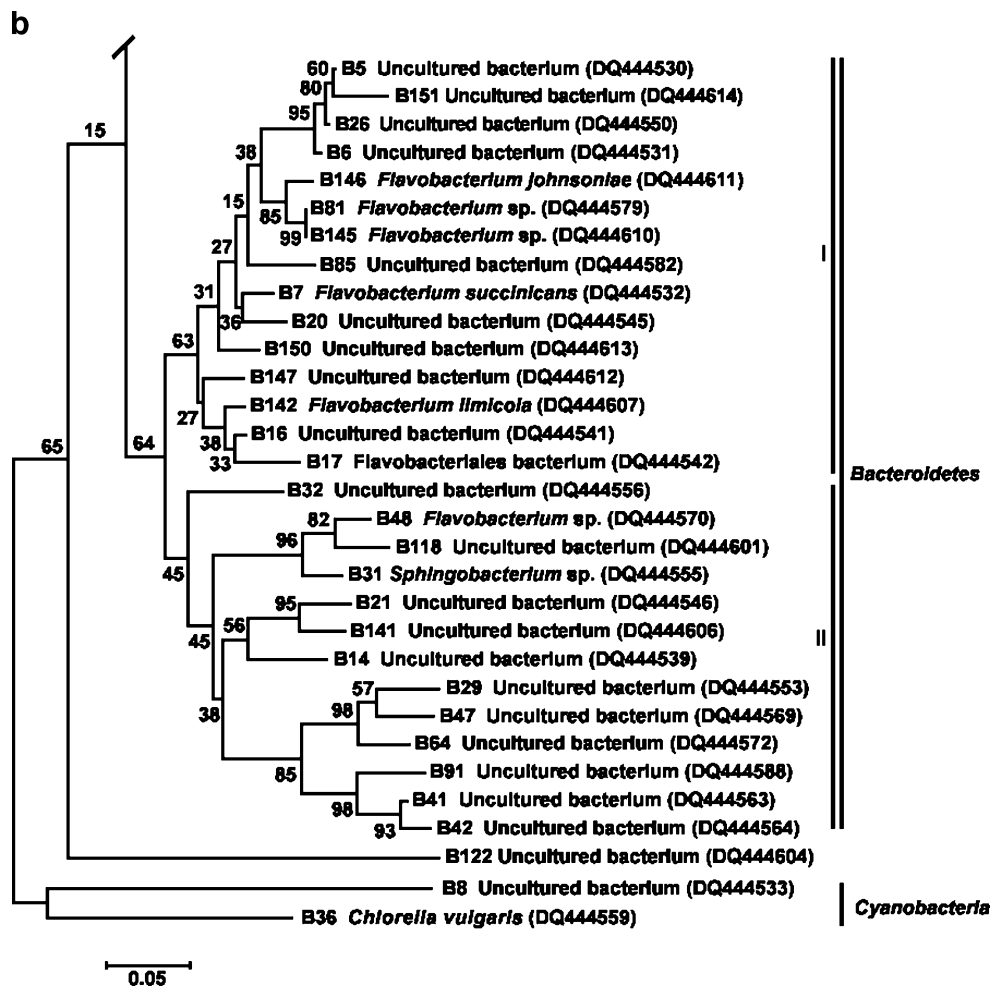 b
60 B5 Uncultured bacterium (DQ444530)
80
B151 Uncultured bacterium (DQ444614)
95
B26 Uncultured bacterium (DQ444550)
15
38
B6 Uncultured bacterium (DQ444531)
B146 Flavobacterium johnsoniae (DQ444611)
15
85
B81 Flavobacterium sp. (DQ444579)
99 B145 Flavobacterium sp. (DQ444610)
27
B85 Uncultured bacterium (DQ444582)
I
31
B7 Flavobacterium succinicans (DQ444532)
36
B20 Uncultured bacterium (DQ444545)
63
B150 Uncultured bacterium (DQ444613)
B147 Uncultured bacterium (DQ444612)
27
B142 Flavobacterium limicola (DQ444607)
38
B16 Uncultured bacterium (DQ444541)
65
64
33
B17 Flavobacteriales bacterium (DQ444542)
Bacteroidetes
B32 Uncultured bacterium (DQ444556)
82
B48 Flavobacterium sp. (DQ444570)
96
B118 Uncultured bacterium (DQ444601)
45
B31 Sphingobacterium sp. (DQ444555)
95
B21 Uncultured bacterium (DQ444546)
45
56
B141 Uncultured bacterium (DQ444606)
II
B14 Uncultured bacterium (DQ444539)
57
B29 Uncultured bacterium (DQ444553)
38
98
B47 Uncultured bacterium (DQ444569)
B64 Uncultured bacterium (DQ444572)
85
B91 Uncultured bacterium (DQ444588)
98
B41 Uncultured bacterium (DQ444563)
93
B42 Uncultured bacterium (DQ444564)
B122 Uncultured bacterium (DQ444604)
B8 Uncultured bacterium (DQ444533)
Cyanobacteria
B36 Chlorella vulgaris (DQ444559)
0.05